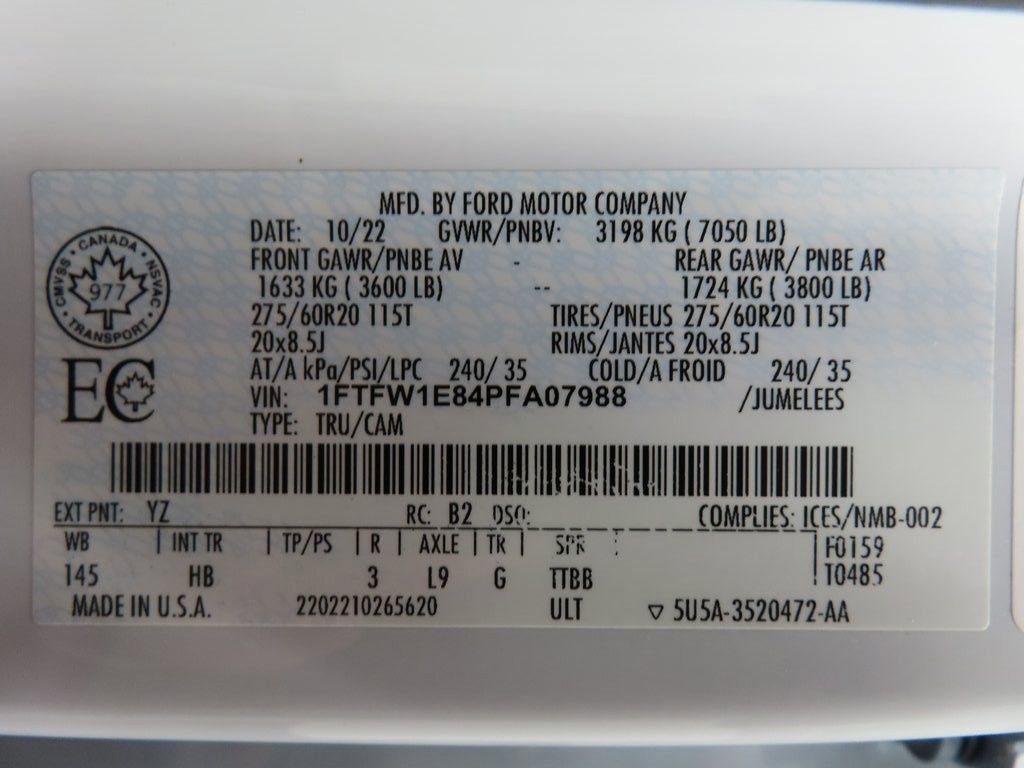 MFD. BY FORD MOTOR COMPANY
DATE: 10/22 GVWR/PNBV: 3198 KG ( 7050 LB)
FRONT GAWR/PNBE AV - REAR GAWR/ PNBE AR
1633 KG ( 3600 LB) -- 1724 KG ( 3800 LB)
275/60R20 115T TIRES/PNEUS 275/60R20 115T
20x8.5J RIMS/JANTES 20x8.5J
AT/A kPa/PSI/LPC 240/ 35 COLD/A FROID 240/ 35
VIN: 1FTFW1E84PFA07988 /JUMELEES
TYPE: TRU/CAM
CANADA
CMVSS NSVAC
977
TRANSPORT
EC
EXT PNT: YZ RC: B2 DSO: COMPLIES: ICES/NMB-002
WB | INT TR | TP/PS | R | AXLE | TR | SPR F0159
145 HB 3 L9 G TTBB T0485
MADE IN U.S.A. 2202210265620 ULT ▽ 5U5A-3520472-AA